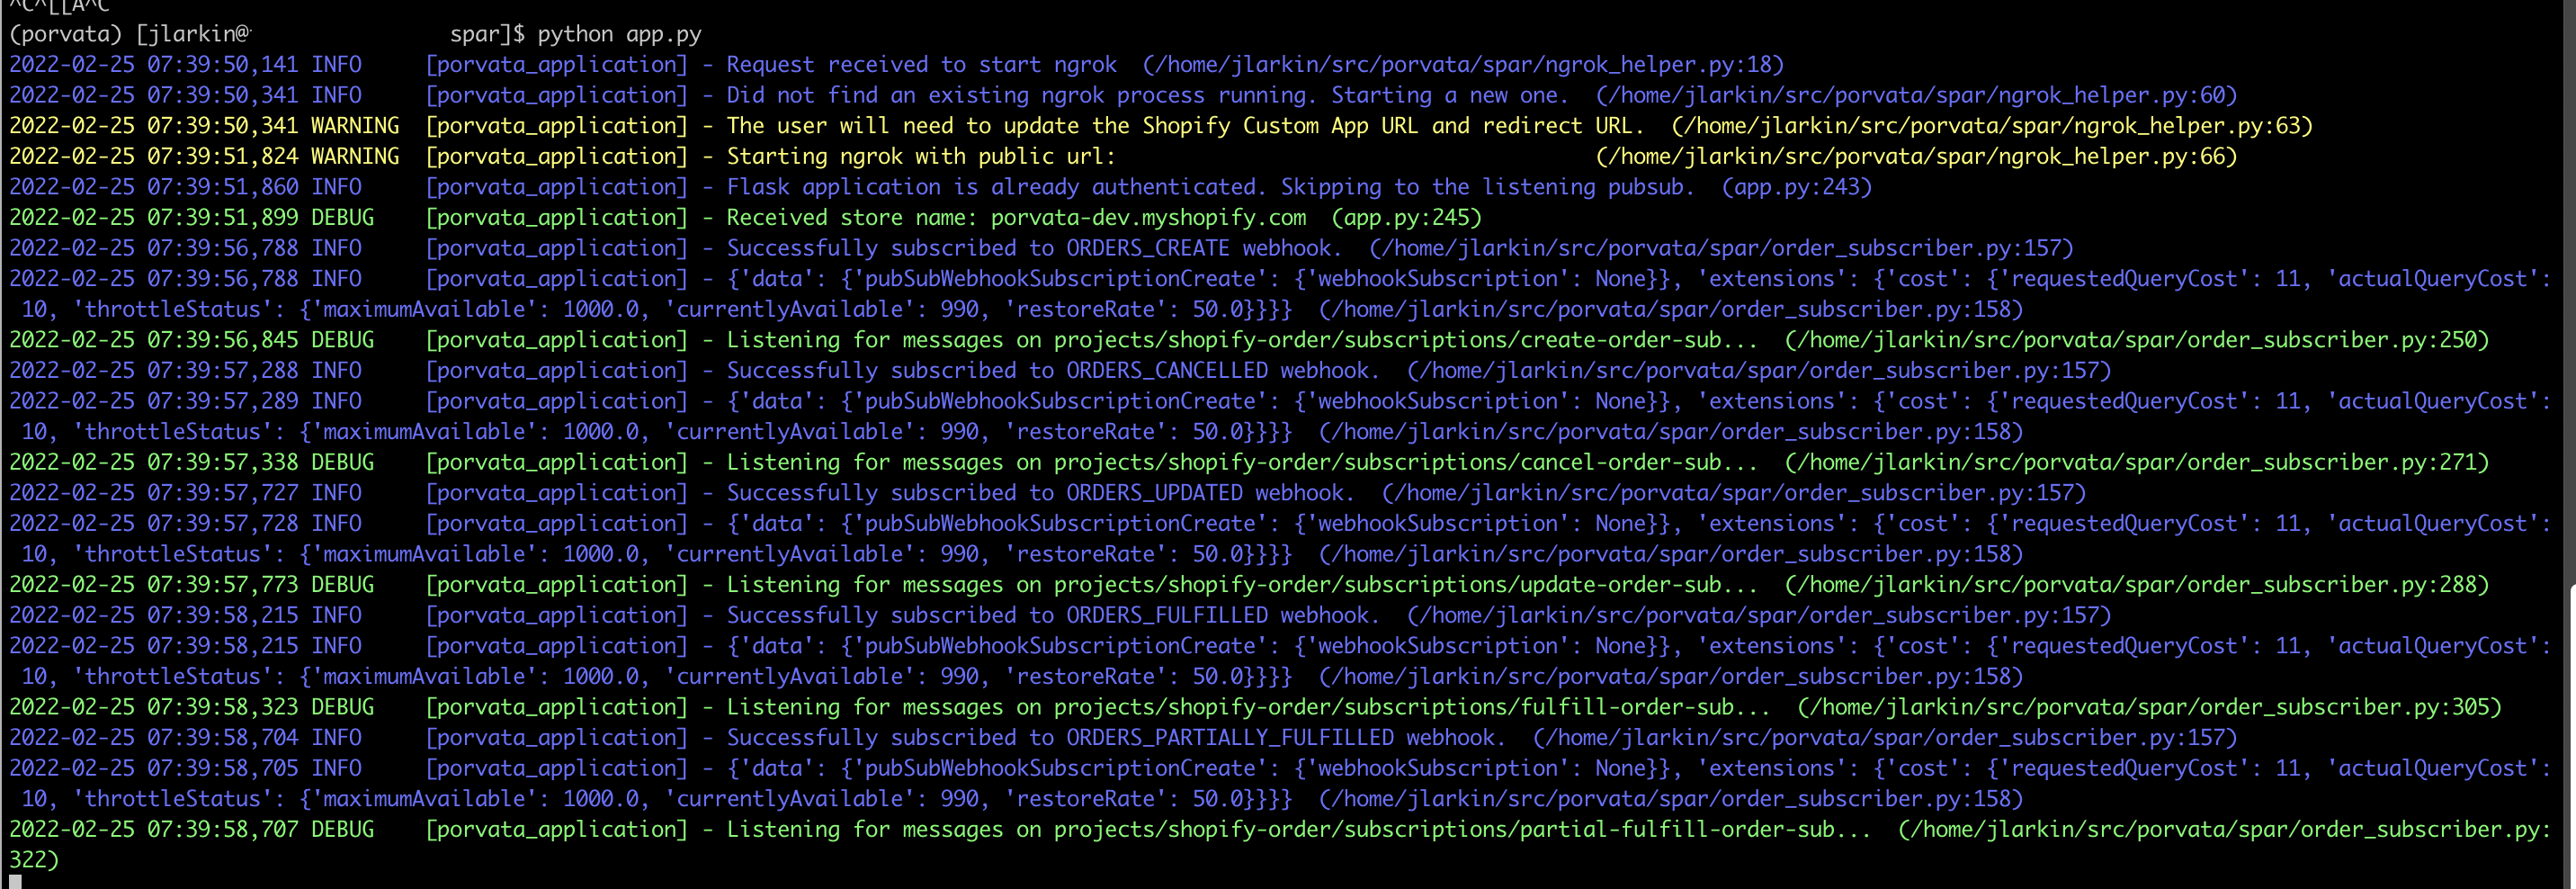 ^C^[[A^C
(porvata) [jlarkin@ spar]$ python app.py
2022-02-25 07:39:50,141 INFO [porvata_application] - Request received to start ngrok (/home/jlarkin/src/porvata/spar/ngrok_helper.py:18)
2022-02-25 07:39:50,341 INFO [porvata_application] - Did not find an existing ngrok process running. Starting a new one. (/home/jlarkin/src/porvata/spar/ngrok_helper.py:60)
2022-02-25 07:39:50,341 WARNING [porvata_application] - The user will need to update the Shopify Custom App URL and redirect URL. (/home/jlarkin/src/porvata/spar/ngrok_helper.py:63)
2022-02-25 07:39:51,824 WARNING [porvata_application] - Starting ngrok with public url: (/home/jlarkin/src/porvata/spar/ngrok_helper.py:66)
2022-02-25 07:39:51,860 INFO [porvata_application] - Flask application is already authenticated. Skipping to the listening pubsub. (app.py:243)
2022-02-25 07:39:51,899 DEBUG [porvata_application] - Received store name: porvata-dev.myshopify.com (app.py:245)
2022-02-25 07:39:56,788 INFO [porvata_application] - Successfully subscribed to ORDERS_CREATE webhook. (/home/jlarkin/src/porvata/spar/order_subscriber.py:157)
2022-02-25 07:39:56,788 INFO [porvata_application] - {'data': {'pubSubWebhookSubscriptionCreate': {'webhookSubscription': None}}, 'extensions': {'cost': {'requestedQueryCost': 11, 'actualQueryCost':
10, 'throttleStatus': {'maximumAvailable': 1000.0, 'currentlyAvailable': 990, 'restoreRate': 50.0}}}} (/home/jlarkin/src/porvata/spar/order_subscriber.py:158)
2022-02-25 07:39:56,845 DEBUG [porvata_application] - Listening for messages on projects/shopify-order/subscriptions/create-order-sub... (/home/jlarkin/src/porvata/spar/order_subscriber.py:250)
2022-02-25 07:39:57,288 INFO [porvata_application] - Successfully subscribed to ORDERS_CANCELLED webhook. (/home/jlarkin/src/porvata/spar/order_subscriber.py:157)
2022-02-25 07:39:57,289 INFO [porvata_application] - {'data': {'pubSubWebhookSubscriptionCreate': {'webhookSubscription': None}}, 'extensions': {'cost': {'requestedQueryCost': 11, 'actualQueryCost':
10, 'throttleStatus': {'maximumAvailable': 1000.0, 'currentlyAvailable': 990, 'restoreRate': 50.0}}}} (/home/jlarkin/src/porvata/spar/order_subscriber.py:158)
2022-02-25 07:39:57,338 DEBUG [porvata_application] - Listening for messages on projects/shopify-order/subscriptions/cancel-order-sub... (/home/jlarkin/src/porvata/spar/order_subscriber.py:271)
2022-02-25 07:39:57,727 INFO [porvata_application] - Successfully subscribed to ORDERS_UPDATED webhook. (/home/jlarkin/src/porvata/spar/order_subscriber.py:157)
2022-02-25 07:39:57,728 INFO [porvata_application] - {'data': {'pubSubWebhookSubscriptionCreate': {'webhookSubscription': None}}, 'extensions': {'cost': {'requestedQueryCost': 11, 'actualQueryCost':
10, 'throttleStatus': {'maximumAvailable': 1000.0, 'currentlyAvailable': 990, 'restoreRate': 50.0}}}} (/home/jlarkin/src/porvata/spar/order_subscriber.py:158)
2022-02-25 07:39:57,773 DEBUG [porvata_application] - Listening for messages on projects/shopify-order/subscriptions/update-order-sub... (/home/jlarkin/src/porvata/spar/order_subscriber.py:288)
2022-02-25 07:39:58,215 INFO [porvata_application] - Successfully subscribed to ORDERS_FULFILLED webhook. (/home/jlarkin/src/porvata/spar/order_subscriber.py:157)
2022-02-25 07:39:58,215 INFO [porvata_application] - {'data': {'pubSubWebhookSubscriptionCreate': {'webhookSubscription': None}}, 'extensions': {'cost': {'requestedQueryCost': 11, 'actualQueryCost':
10, 'throttleStatus': {'maximumAvailable': 1000.0, 'currentlyAvailable': 990, 'restoreRate': 50.0}}}} (/home/jlarkin/src/porvata/spar/order_subscriber.py:158)
2022-02-25 07:39:58,323 DEBUG [porvata_application] - Listening for messages on projects/shopify-order/subscriptions/fulfill-order-sub... (/home/jlarkin/src/porvata/spar/order_subscriber.py:305)
2022-02-25 07:39:58,704 INFO [porvata_application] - Successfully subscribed to ORDERS_PARTIALLY_FULFILLED webhook. (/home/jlarkin/src/porvata/spar/order_subscriber.py:157)
2022-02-25 07:39:58,705 INFO [porvata_application] - {'data': {'pubSubWebhookSubscriptionCreate': {'webhookSubscription': None}}, 'extensions': {'cost': {'requestedQueryCost': 11, 'actualQueryCost':
10, 'throttleStatus': {'maximumAvailable': 1000.0, 'currentlyAvailable': 990, 'restoreRate': 50.0}}}} (/home/jlarkin/src/porvata/spar/order_subscriber.py:158)
2022-02-25 07:39:58,707 DEBUG [porvata_application] - Listening for messages on projects/shopify-order/subscriptions/partial-fulfill-order-sub... (/home/jlarkin/src/porvata/spar/order_subscriber.py:
322)